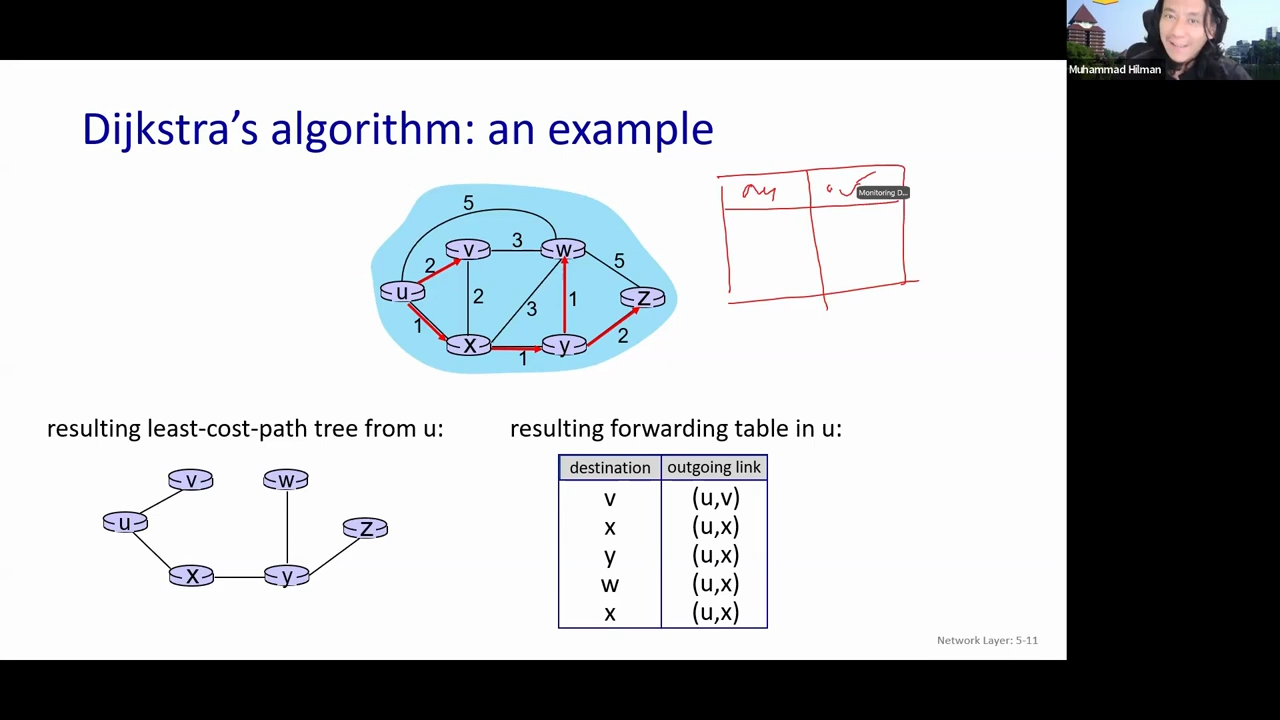 Muhammad Hilman
Dijkstra's algorithm: an example
Monitoring D...
5
3
v
w
5
2
u
2
3
1
z
1
x
y
2
1
resulting least-cost-path tree from u:
v
w
u
z
x
y
resulting forwarding table in u:
destination outgoing link
v (u,v)
x (u,x)
y (u,x)
w (u,x)
x (u,x)
Network Layer: 5-11